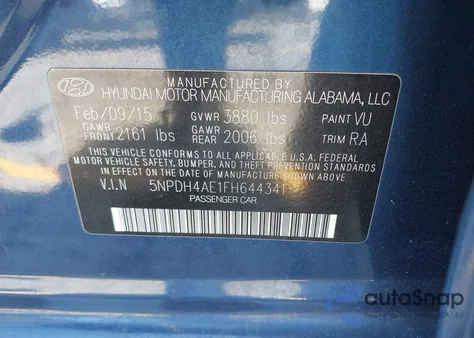 MANUFACTURED BY
HYUNDAI MOTOR MANUFACTURING ALABAMA, LLC
Feb/09/15 GVWR 3880 lbs PAINT VU
GAWR FRONT 2161 lbs GAWR REAR 2006 lbs TRIM RA
THIS VEHICLE CONFORMS TO ALL APPLICABLE U.S.A. FEDERAL
MOTOR VEHICLE SAFETY, BUMPER, AND THEFT PREVENTION STANDARDS
IN EFFECT ON THE DATE OF MANUFACTURE SHOWN ABOVE.
V.I.N 5NPDH4AE1FH644341
PASSENGER CAR
autoSnap